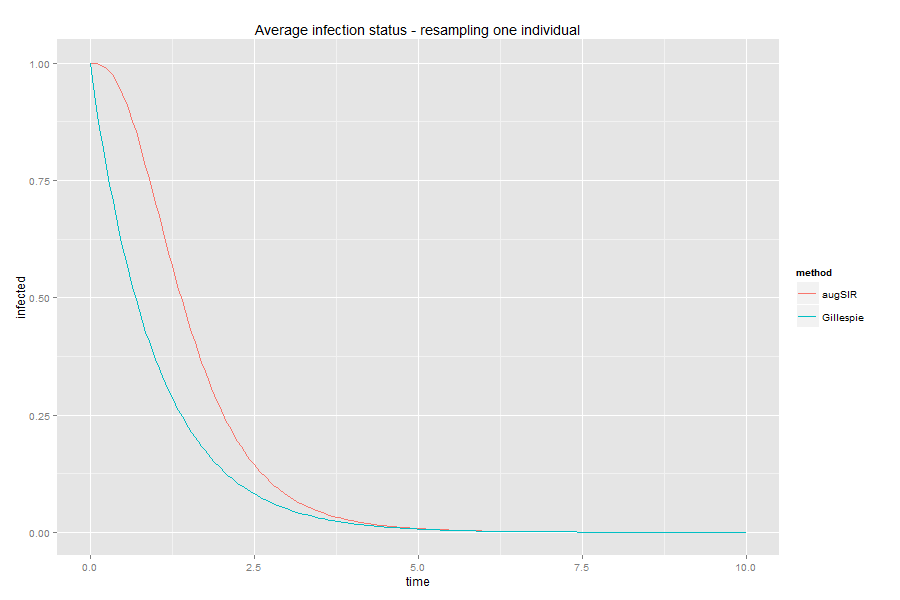 Average infection status - resampling one individual
1.00
0.75
0.50
0.25
0.00
infected
0.0 2.5 5.0 7.5 10.0
time
method
augSIR
Gillespie